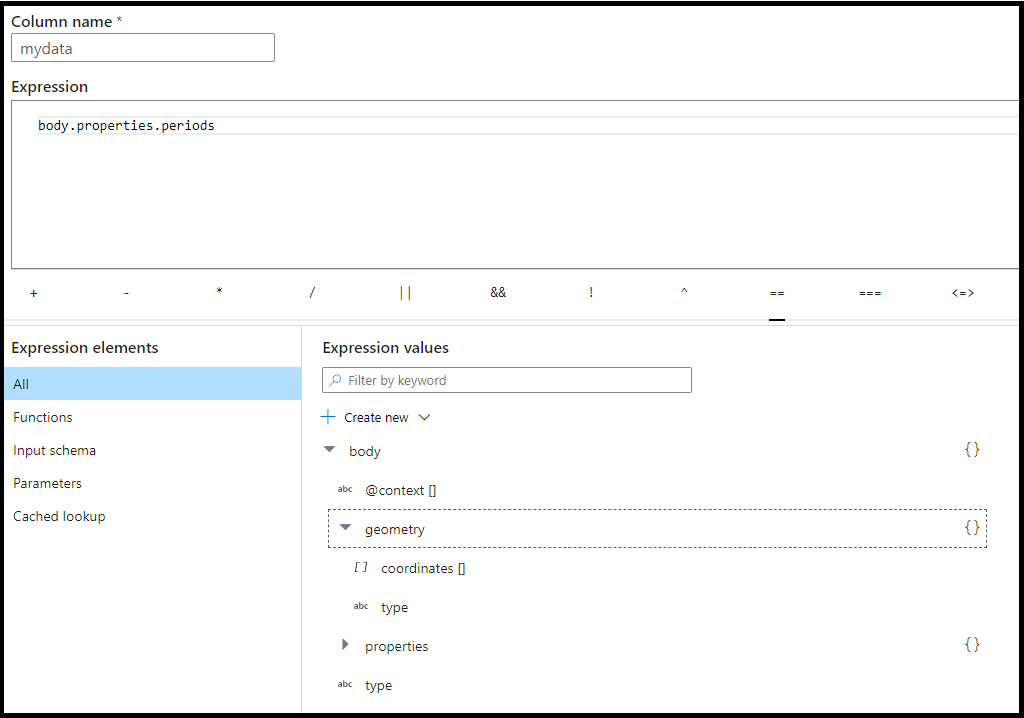 Column name *
mydata
Expression
body.properties.periods
+ - * / || && ! ^ == === <=>
Expression elements
All
Functions
Input schema
Parameters
Cached lookup
Expression values
Filter by keyword
+ Create new
body {}
abc @context []
geometry {}
[] coordinates []
abc type
properties {}
abc type